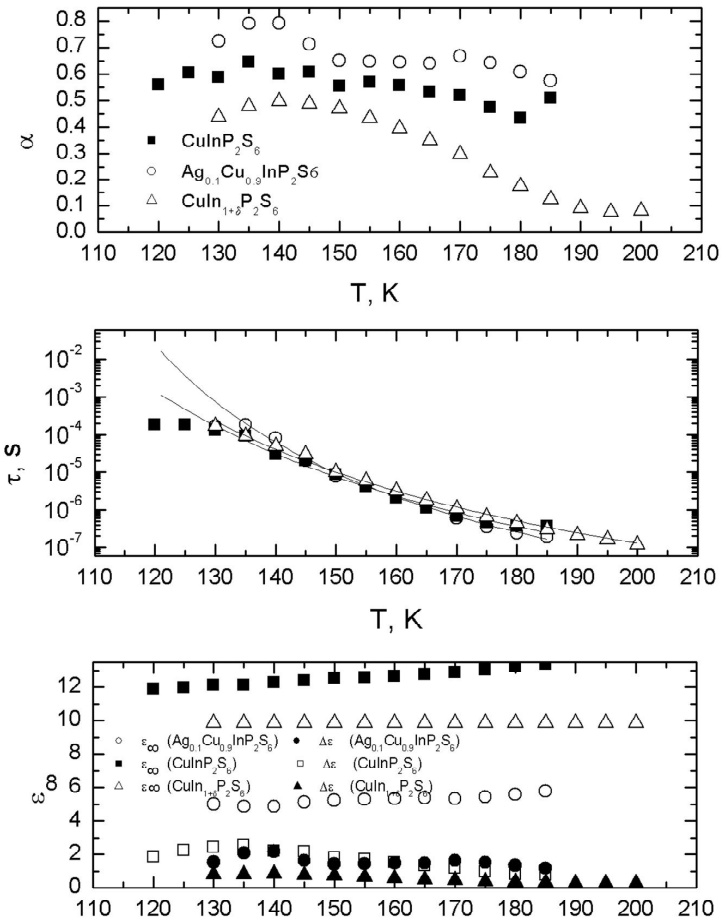 0.8
0.7
0.6
0.5
0.4
0.3
0.2
0.1
0.0
α
CuInP₂S₆
Ag₀.₁Cu₀.₉InP₂S6
CuIn₁₊δP₂S₆
110 120 130 140 150 160 170 180 190 200 210
T, K
10⁻²
10⁻³
10⁻⁴
10⁻⁵
10⁻⁶
10⁻⁷
τ, s
110 120 130 140 150 160 170 180 190 200 210
T, K
12
10
8
6
4
2
0
ε∞
ε∞ (Ag₀.₁Cu₀.₉InP₂S₆) Δε (Ag₀.₁Cu₀.₉InP₂S₆)
ε∞ (CuInP₂S₆) Δε (CuInP₂S₆)
ε∞ (CuIn₁₊δP₂S₆) Δε (CuIn₁₊δP₂S₆)
110 120 130 140 150 160 170 180 190 200 210